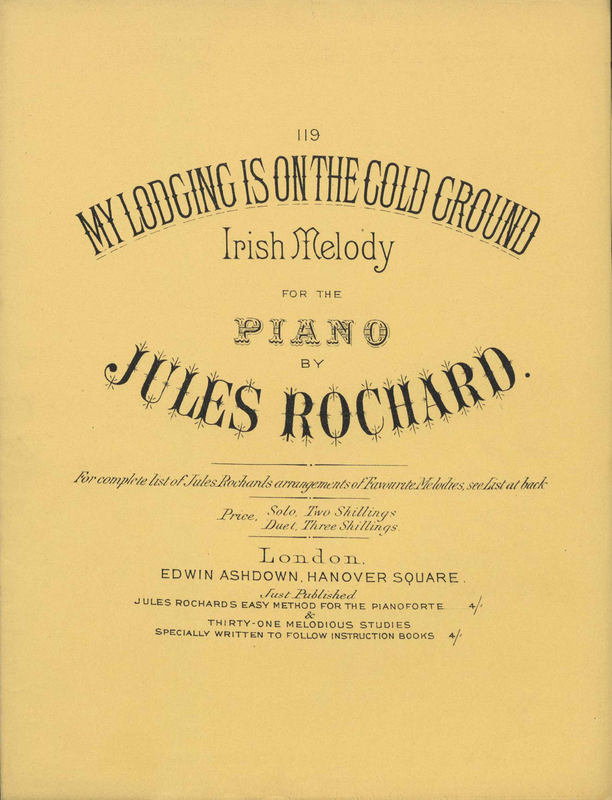 119
MY LODGING IS ON THE COLD GROUND
Irish Melody
FOR THE
PIANO
BY
JULES ROCHARD.
For complete list of Jules Rochards arrangements of Favourite Melodies, see List at back
Price, Solo, Two Shillings
Duet, Three Shillings.
London.
EDWIN ASHDOWN, HANOVER SQUARE.
Just Published
JULES ROCHARDS EASY METHOD FOR THE PIANOFORTE 4/-
&
THIRTY-ONE MELODIOUS STUDIES
SPECIALLY WRITTEN TO FOLLOW INSTRUCTION BOOKS 4/-